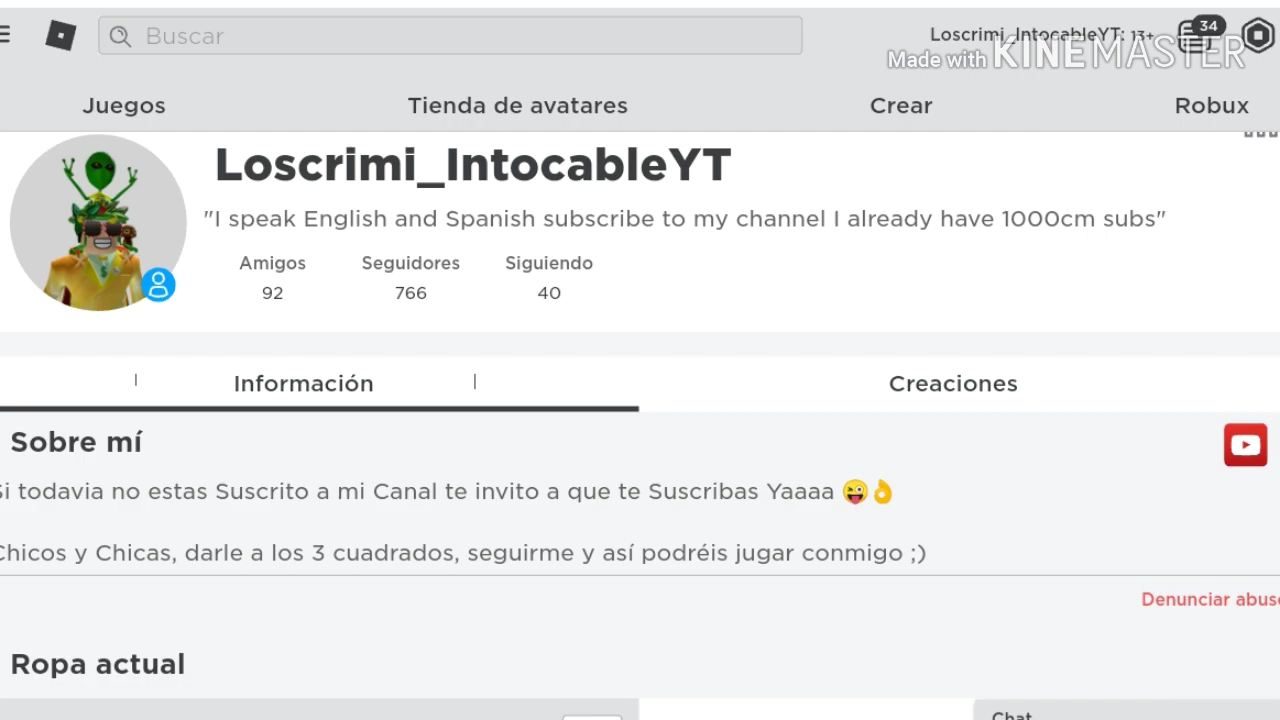 Buscar
Loscrimi_IntocableYT: 13+
34
Made with KINEMASTER
Juegos Tienda de avatares Crear Robux
Loscrimi_IntocableYT
"I speak English and Spanish subscribe to my channel I already have 1000cm subs"
Amigos Seguidores Siguiendo
92 766 40
Información Creaciones
Sobre mí
Si todavia no estas Suscrito a mi Canal te invito a que te Suscribas Yaaaa 😜👌
Chicos y Chicas, darle a los 3 cuadrados, seguirme y así podréis jugar conmigo ;)
Denunciar abuso
Ropa actual
Chat